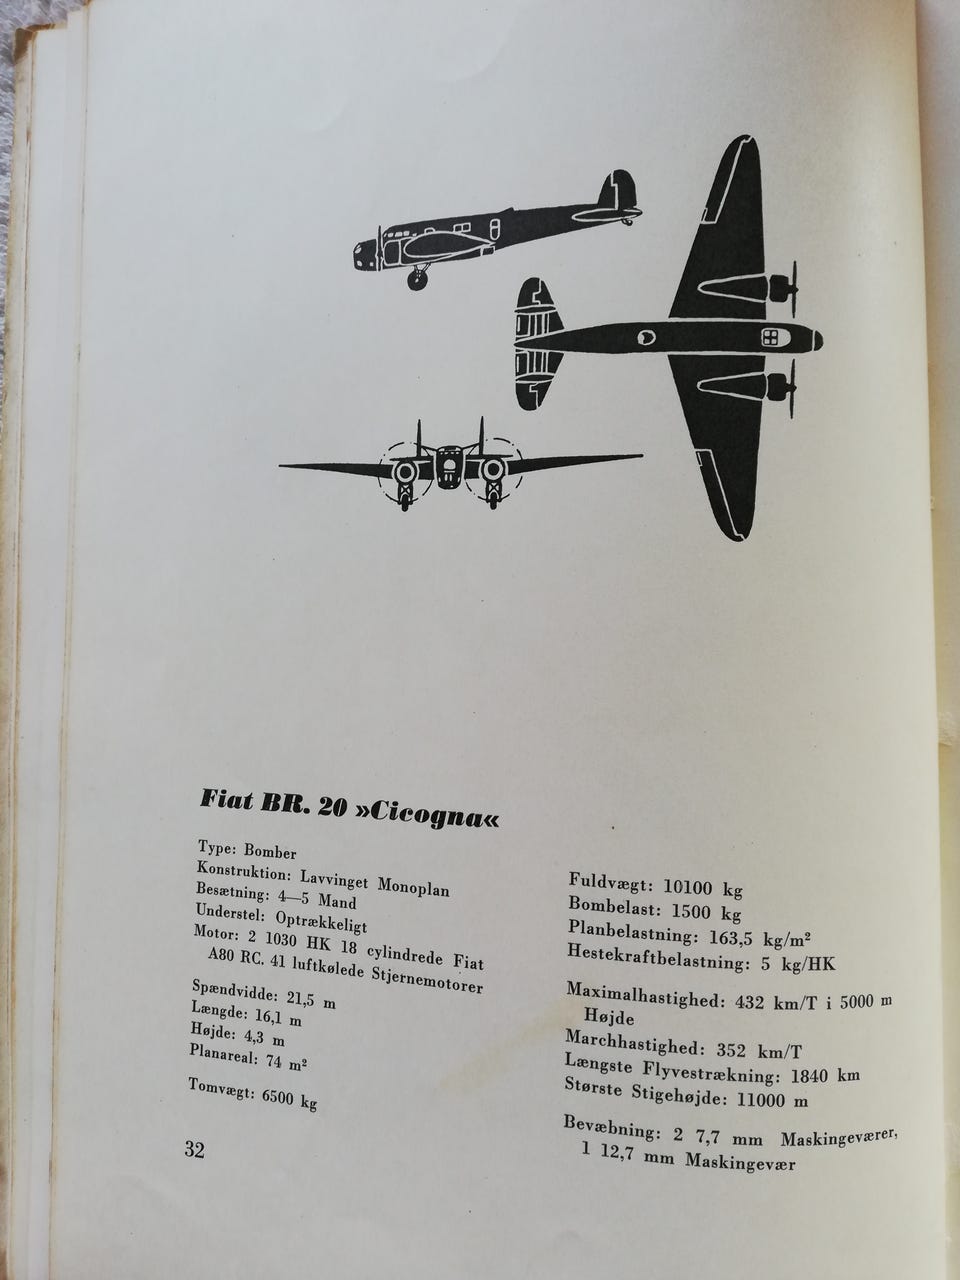 Fiat BR. 20 »Cicogna«
Type: Bomber
Konstruktion: Lavvinget Monoplan
Besætning: 4—5 Mand
Understel: Optrækkeligt
Motor: 2 1030 HK 18 cylindrede Fiat
A80 RC. 41 luftkølede Stjernemotorer
Spændvidde: 21,5 m
Længde: 16,1 m
Højde: 4,3 m
Planareal: 74 m²
Tomvægt: 6500 kg
Fuldvægt: 10100 kg
Bombelast: 1500 kg
Planbelastning: 163,5 kg/m²
Hestekraftbelastning: 5 kg/HK
Maximalhastighed: 432 km/T i 5000 m
Højde
Marchhastighed: 352 km/T
Længste Flyvestrækning: 1840 km
Største Stigehøjde: 11000 m
Bevæbning: 2 7,7 mm Maskingeværer,
1 12,7 mm Maskingevær
32